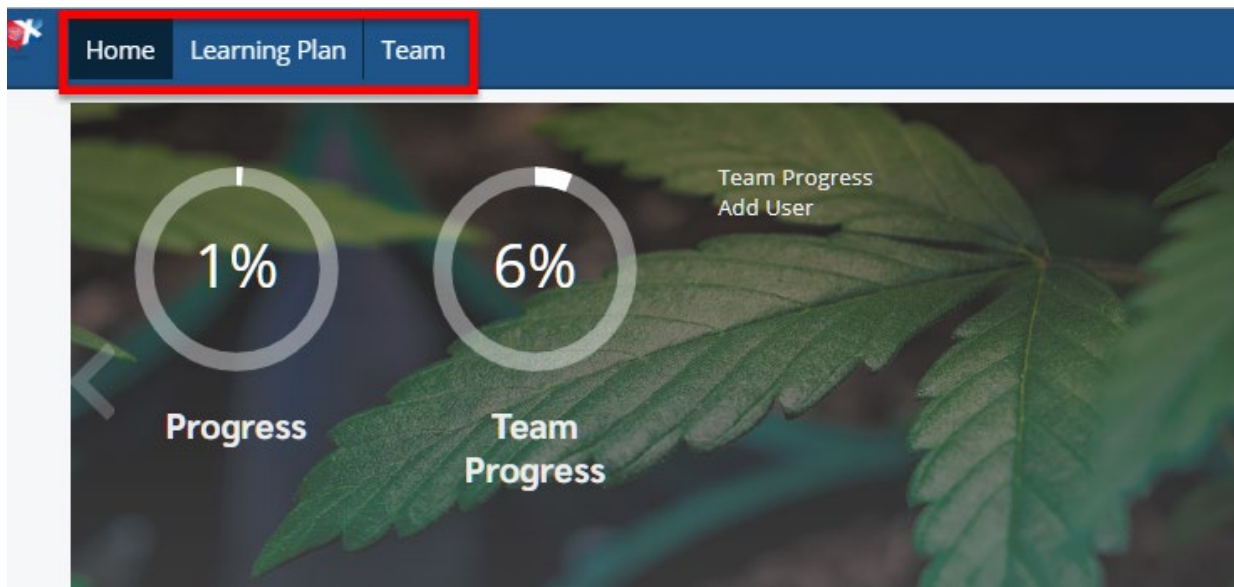 Home Learning Plan Team
Team Progress
Add User
1% 6%
Progress
Team
Progress